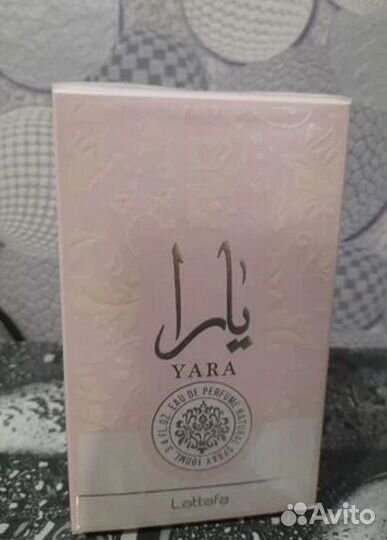 يارا
YARA
EAU DE PERFUME NATURAL SPRAY 100ML. 3.4 FL.OZ.
Lattafa
Avito